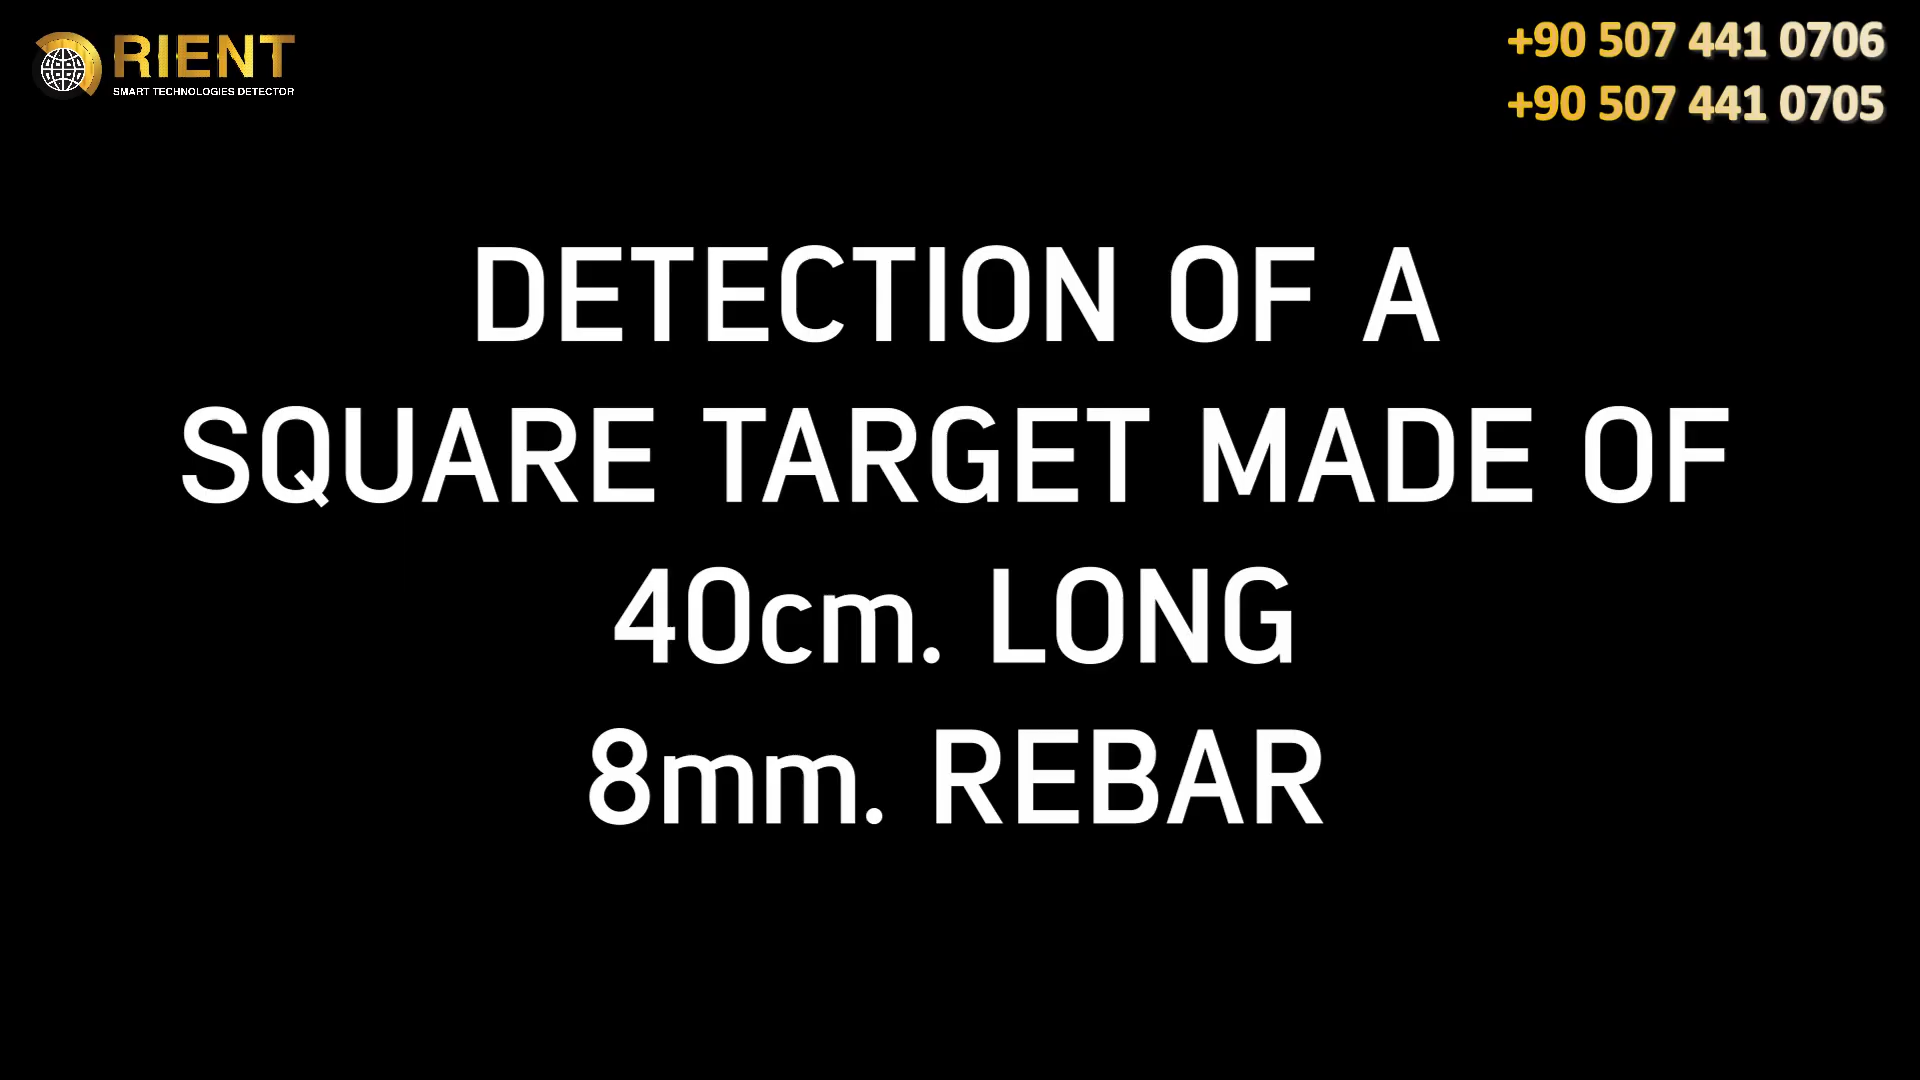 ORIENT
SMART TECHNOLOGIES DETECTOR
+90 507 441 0706
+90 507 441 0705
DETECTION OF A
SQUARE TARGET MADE OF
40cm. LONG
8mm. REBAR